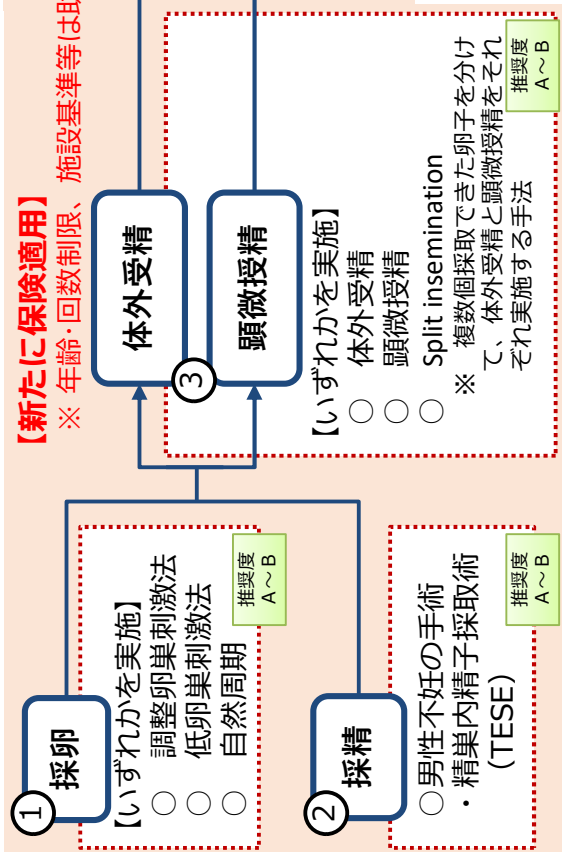 【新たに保険適用】
※ 年齢・回数制限、 施設基準等は
①
採卵
【いずれかを実施】
○ 調整卵巣刺激法
○ 低卵巣刺激法
○ 自然周期
推奨度
A～B
②
採精
○男性不妊の手術
・精巣内精子採取術
(TESE)
推奨度
A～B
③
体外受精
顕微授精
【いずれかを実施】
○ 体外受精
○ 顕微授精
○ Split insemination
※ 複数個採取できた卵子を分け
て、体外受精と顕微授精をそれ
ぞれ実施する手法
推奨度
A～B